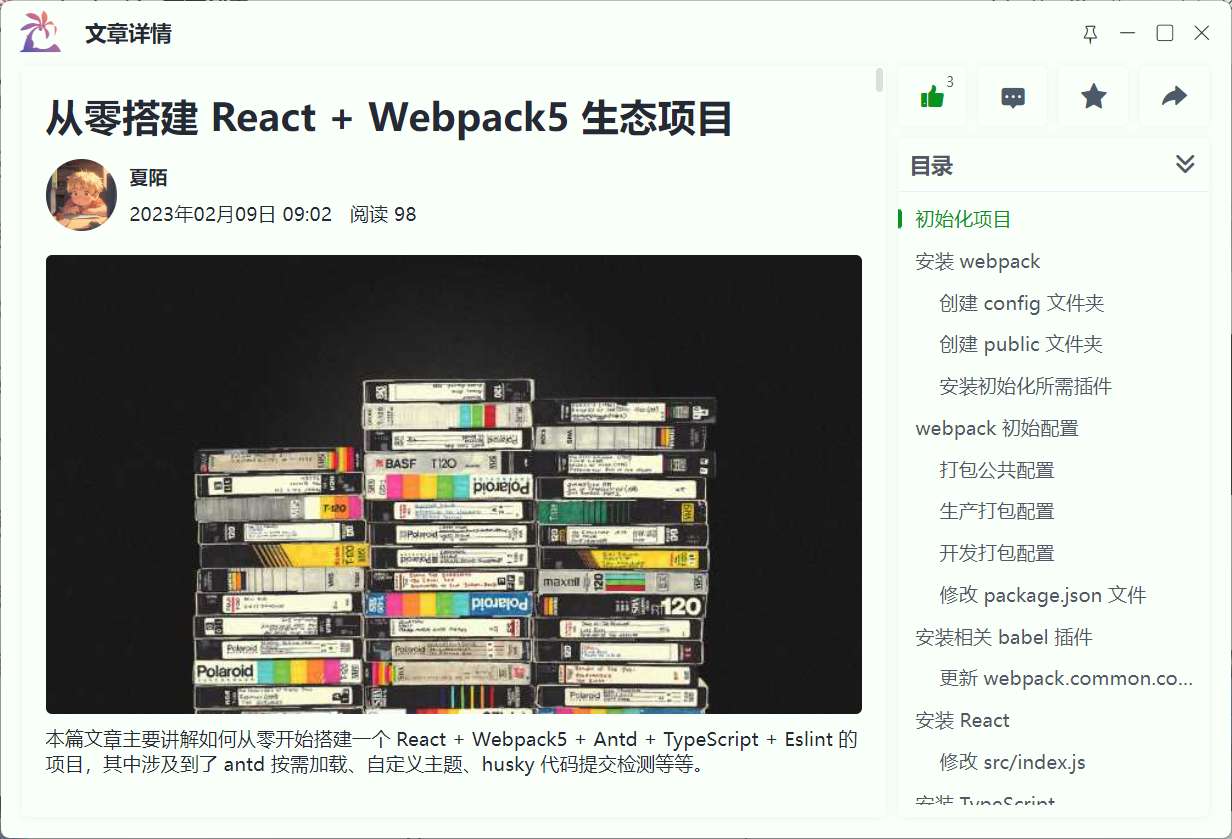 文章详情
从零搭建 React + Webpack5 生态项目
夏陌
2023年02月09日 09:02 阅读 98
BASF T120
Polaroid
T-120
Polaroid
Polaroid
maxell 120
Polaroid
120
Polaroid
Polaroid
Polaroid
Polaroid
本篇文章主要讲解如何从零开始搭建一个 React + Webpack5 + Antd + TypeScript + Eslint 的
项目，其中涉及到了 antd 按需加载、自定义主题、husky 代码提交检测等等。
3
目录
初始化项目
安装 webpack
创建 config 文件夹
创建 public 文件夹
安装初始化所需插件
webpack 初始配置
打包公共配置
生产打包配置
开发打包配置
修改 package.json 文件
安装相关 babel 插件
更新 webpack.common.co...
安装 React
修改 src/index.js
安装 TypeScript